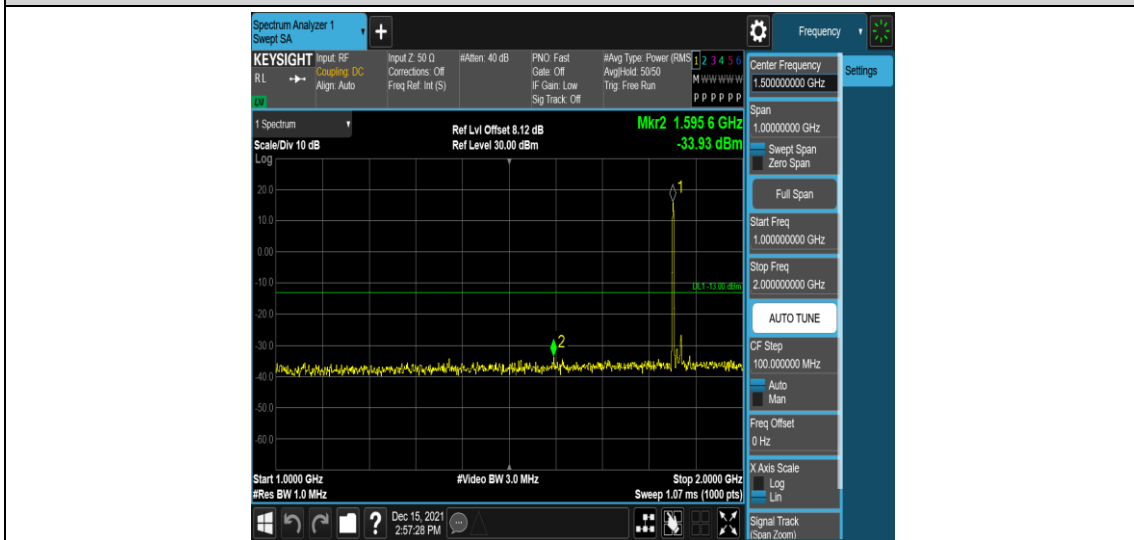 Spectrum Analyzer 1
Swept SA
+
Frequency
KEYSIGHT
RL
LXI
Input: RF
Coupling: DC
Align: Auto
Input Z: 50 Ω
Corrections: Off
Freq Ref: Int (S)
#Atten: 40 dB
PNO: Fast
Gate: Off
IF Gain: Low
Sig Track: Off
#Avg Type: Power (RMS
Avg|Hold: 50/50
Trig: Free Run
1 2 3 4 5 6
M W W W W W
P P P P P P
1 Spectrum
Scale/Div 10 dB
Ref Lvl Offset 8.12 dB
Ref Level 30.00 dBm
Mkr2 1.595 6 GHz
-33.93 dBm
Log
20.0
10.0
0.00
-10.0
-20.0
-30.0
-40.0
-50.0
-60.0
1
DL1 -13.00 dBm
2
Start 1.0000 GHz
#Res BW 1.0 MHz
#Video BW 3.0 MHz
Stop 2.0000 GHz
Sweep 1.07 ms (1000 pts)
Center Frequency
1.500000000 GHz
Settings
Span
1.00000000 GHz
Swept Span
Zero Span
Full Span
Start Freq
1.000000000 GHz
Stop Freq
2.000000000 GHz
AUTO TUNE
CF Step
100.000000 MHz
Auto
Man
Freq Offset
0 Hz
X Axis Scale
Log
Lin
Signal Track
(Span Zoom)
?
Dec 15, 2021
2:57:28 PM